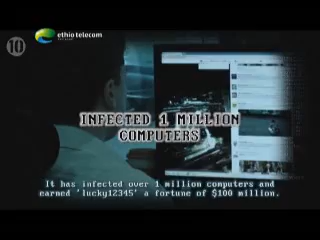 10
ethio telecom
INFECTED 1 MILLION
COMPUTERS
It has infected over 1 million computers and
earned 'lucky12345' a fortune of $100 million.